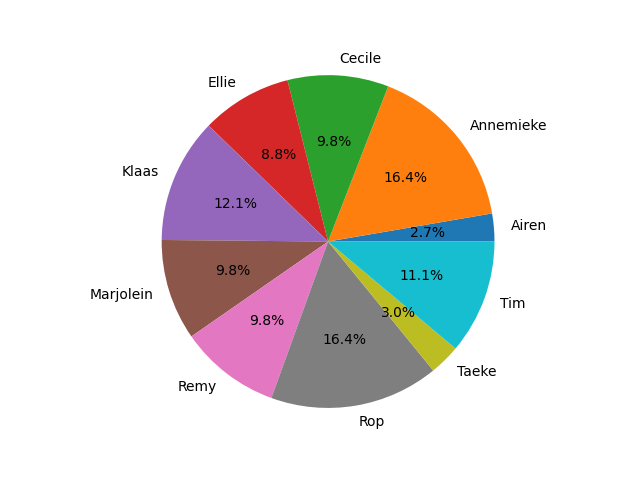 Cecile
Ellie
Annemieke
9.8%
8.8%
Klaas
16.4%
12.1%
Airen
2.7%
9.8%
11.1%
Marjolein
Tim
3.0%
9.8%
16.4%
Taeke
Remy
Rop